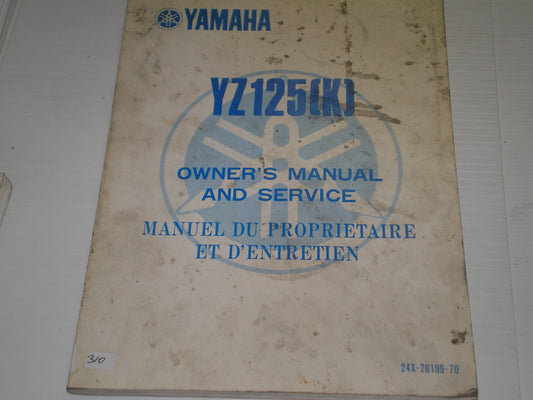 YAMAHA
YZ125(K)
OWNER'S MANUAL
AND SERVICE
MANUEL DU PROPRIETAIRE
ET D'ENTRETIEN
310
24X-28199-70